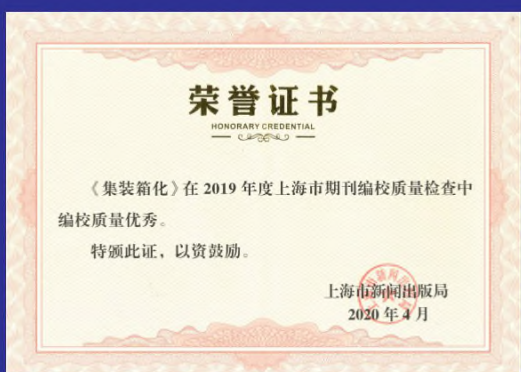 荣誉证书
HONORARY CREDENTIAL
《集装箱化》在 2019 年度上海市期刊编校质量检查中
编校质量优秀。
特颁此证，以资鼓励。
上海市新闻出版局
2020 年 4 月